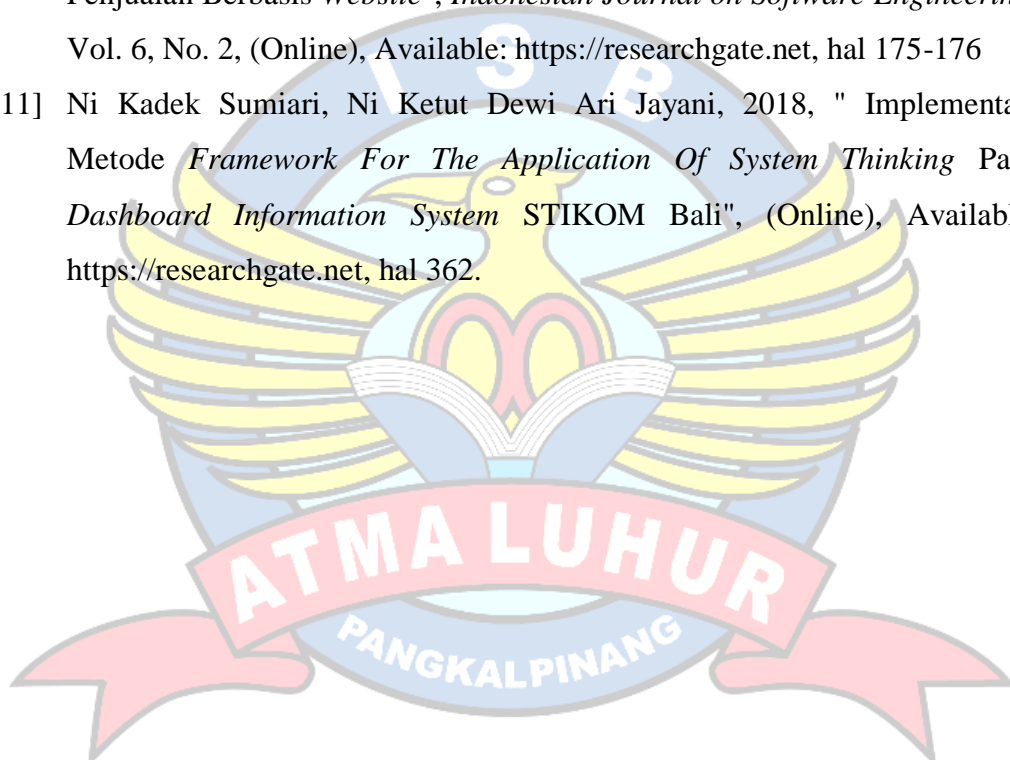 Penjualan Berbasis Website", Indonesian Journal on Software Engineerin
Vol. 6, No. 2, (Online), Available: https://researchgate.net, hal 175-176
11] Ni Kadek Sumiari, Ni Ketut Dewi Ari Jayani, 2018, " Implementa
Metode Framework For The Application Of System Thinking Pa
Dashboard Information System STIKOM Bali", (Online), Availab
https://researchgate.net, hal 362.
I S B
ATMA LUHUR
PANGKALPINANG